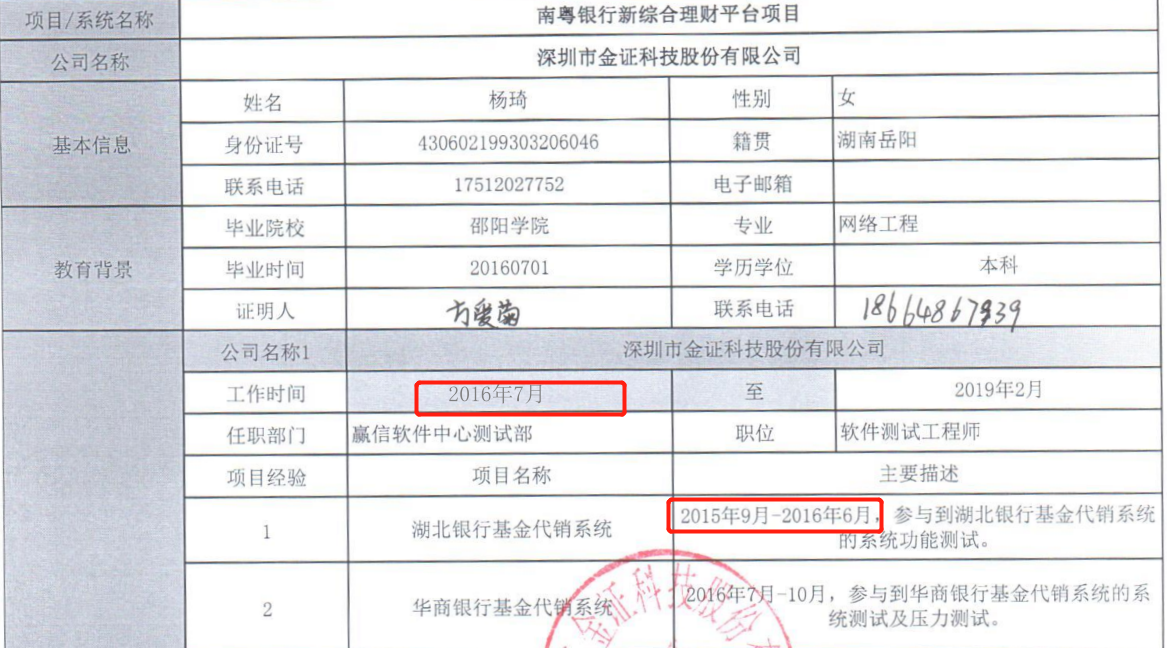 项目/系统名称 南粤银行新综合理财平台项目
公司名称 深圳市金证科技股份有限公司
基本信息 姓名 杨琦 性别 女
身份证号 430602199303206046 籍贯 湖南岳阳
联系电话 17512027752 电子邮箱
教育背景 毕业院校 邵阳学院 专业 网络工程
毕业时间 20160701 学历学位 本科
证明人 方爱菊 联系电话
公司名称1 深圳市金证科技股份有限公司
工作时间 2016年7月 至 2019年2月
任职部门 赢信软件中心测试部 职位 软件测试工程师
项目经验 项目名称 主要描述
1 湖北银行基金代销系统 2015年9月-2016年6月，参与到湖北银行基金代销系统
的系统功能测试。
2 华商银行基金代销系统 2016年7月-10月，参与到华商银行基金代销系统的系
统测试及压力测试。
金证科技股份